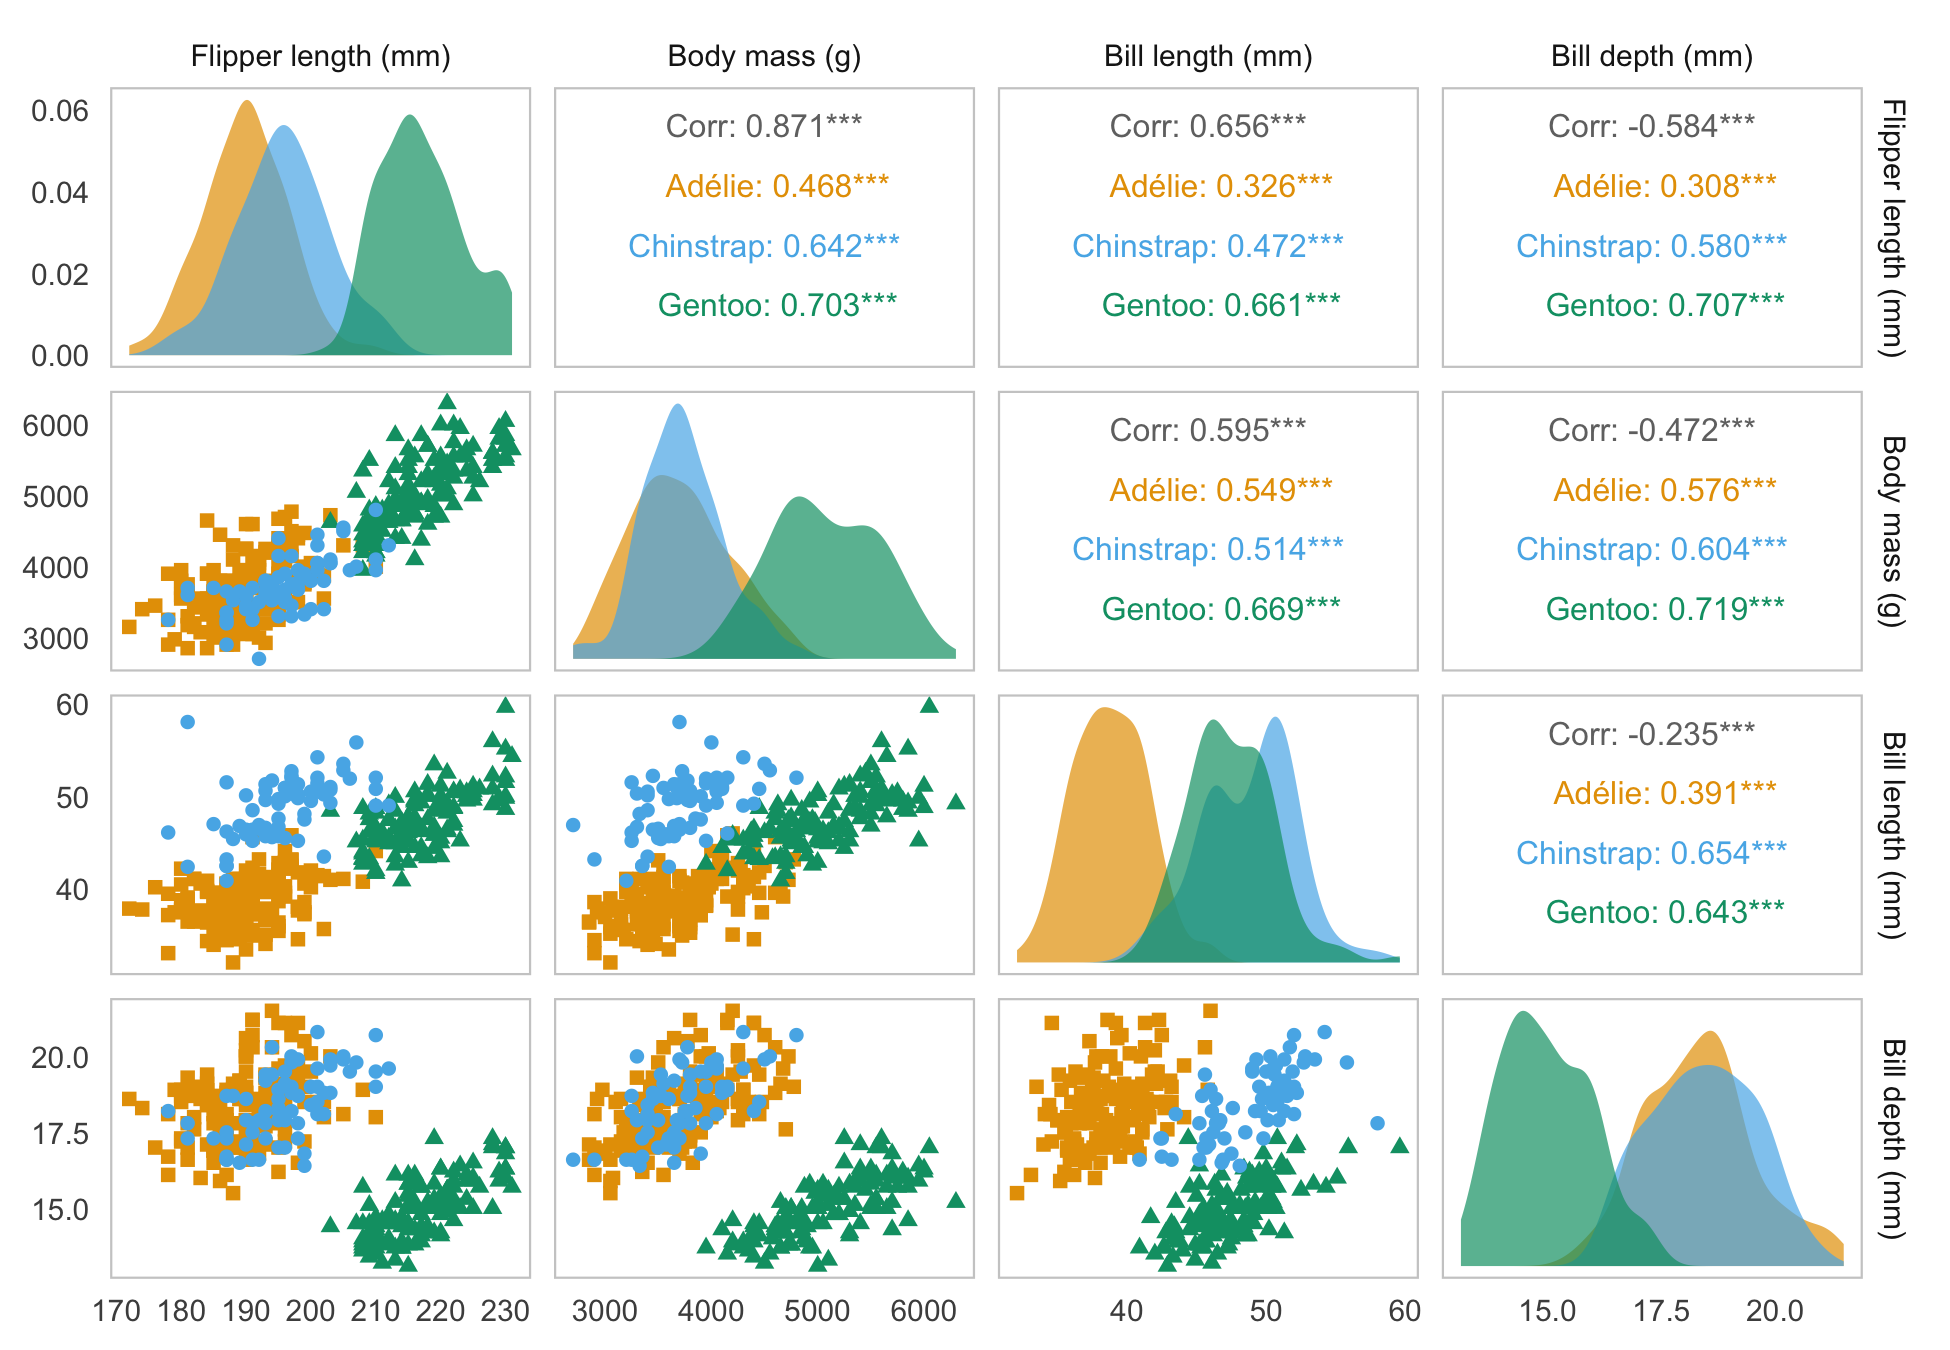 Flipper length (mm)
Body mass (g)
Bill length (mm)
Bill depth (mm)
0.06
0.04
0.02
0.00
Corr: 0.871***
Adélie: 0.468***
Chinstrap: 0.642***
Gentoo: 0.703***
Corr: 0.656***
Adélie: 0.326***
Chinstrap: 0.472***
Gentoo: 0.661***
Corr: -0.584***
Adélie: 0.308***
Chinstrap: 0.580***
Gentoo: 0.707***
Flipper length (mm)
6000
5000
4000
3000
Corr: 0.595***
Adélie: 0.549***
Chinstrap: 0.514***
Gentoo: 0.669***
Corr: -0.472***
Adélie: 0.576***
Chinstrap: 0.604***
Gentoo: 0.719***
Body mass (g)
60
50
40
Corr: -0.235***
Adélie: 0.391***
Chinstrap: 0.654***
Gentoo: 0.643***
Bill length (mm)
20.0
17.5
15.0
Bill depth (mm)
170 180 190 200 210 220 230
3000 4000 5000 6000
40 50 60
15.0 17.5 20.0